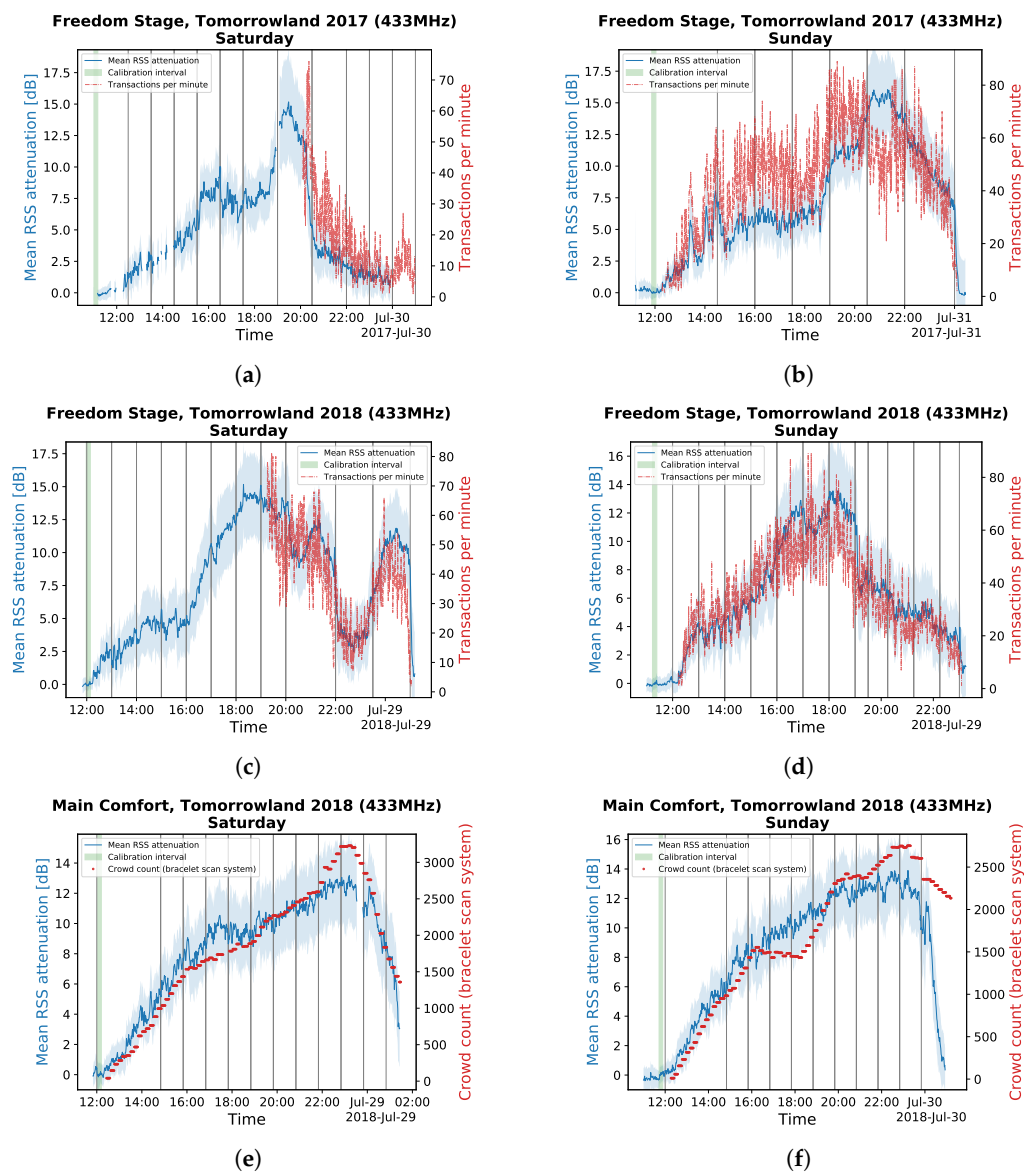 Freedom Stage, Tomorrowland 2017 (433MHz)
Saturday
Mean RSS attenuation
Calibration interval
Transactions per minute
Mean RSS attenuation [dB]
17.5
15.0
12.5
10.0
7.5
5.0
2.5
0.0
Transactions per minute
70
60
50
40
30
20
10
0
12:00 14:00 16:00 18:00 20:00 22:00 Jul-30
Time
2017-Jul-30
(a)
Freedom Stage, Tomorrowland 2017 (433MHz)
Sunday
Mean RSS attenuation
Calibration interval
Transactions per minute
Mean RSS attenuation [dB]
17.5
15.0
12.5
10.0
7.5
5.0
2.5
0.0
Transactions per minute
80
60
40
20
0
12:00 14:00 16:00 18:00 20:00 22:00 Jul-31
Time
2017-Jul-31
(b)
Freedom Stage, Tomorrowland 2018 (433MHz)
Saturday
Mean RSS attenuation
Calibration interval
Transactions per minute
Mean RSS attenuation [dB]
17.5
15.0
12.5
10.0
7.5
5.0
2.5
0.0
Transactions per minute
80
70
60
50
40
30
20
10
0
12:00 14:00 16:00 18:00 20:00 22:00 Jul-29
Time
2018-Jul-29
(c)
Freedom Stage, Tomorrowland 2018 (433MHz)
Sunday
Mean RSS attenuation
Calibration interval
Transactions per minute
Mean RSS attenuation [dB]
16
14
12
10
8
6
4
2
0
Transactions per minute
80
60
40
20
0
12:00 14:00 16:00 18:00 20:00 22:00
Time
2018-Jul-29
(d)
Main Comfort, Tomorrowland 2018 (433MHz)
Saturday
Mean RSS attenuation
Calibration interval
Crowd count (bracelet scan system)
Mean RSS attenuation [dB]
14
12
10
8
6
4
2
0
Crowd count (bracelet scan system)
3000
2500
2000
1500
1000
500
0
12:00 14:00 16:00 18:00 20:00 22:00 Jul-29 02:00
Time
2018-Jul-29
(e)
Main Comfort, Tomorrowland 2018 (433MHz)
Sunday
Mean RSS attenuation
Calibration interval
Crowd count (bracelet scan system)
Mean RSS attenuation [dB]
16
14
12
10
8
6
4
2
0
Crowd count (bracelet scan system)
2500
2000
1500
1000
500
0
12:00 14:00 16:00 18:00 20:00 22:00 Jul-30
Time
2018-Jul-30
(f)